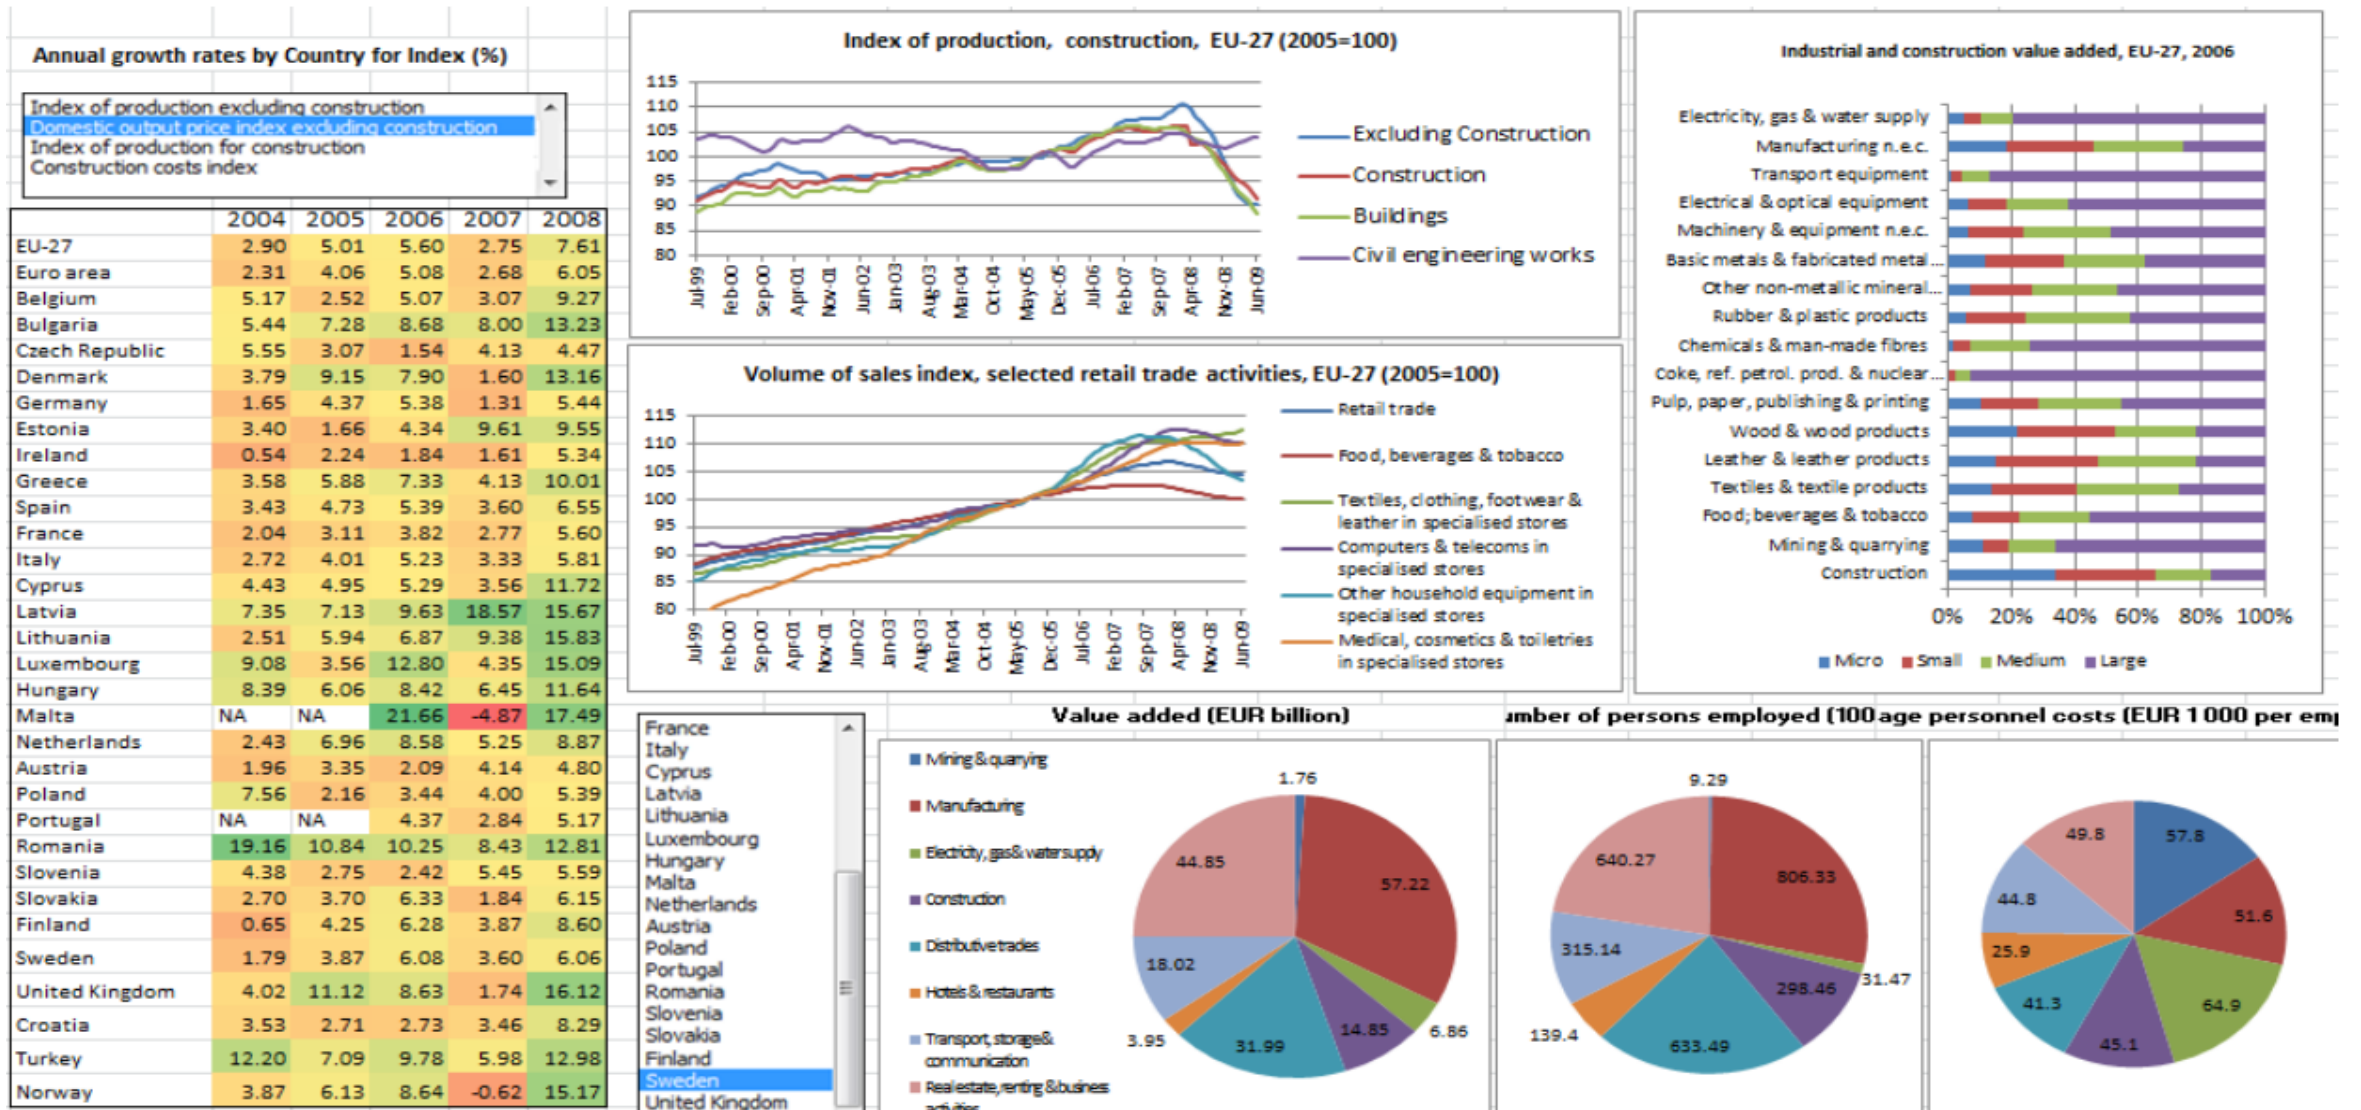 Annual growth rates by Country for Index (%)
Index of production excluding construction
Domestic output price index excluding construction
Index of production for construction
Construction costs index
2004 2005 2006 2007 2008
EU-27 2.90 5.01 5.60 2.75 7.61
Euro area 2.31 4.06 5.08 2.68 6.05
Belgium 5.17 2.52 5.07 3.07 9.27
Bulgaria 5.44 7.28 8.68 8.00 13.23
Czech Republic 5.55 3.07 1.54 4.13 4.47
Denmark 3.79 9.15 7.90 1.60 13.16
Germany 1.65 4.37 5.38 1.31 5.44
Estonia 3.40 1.66 4.34 9.61 9.55
Ireland 0.54 2.24 1.84 1.61 5.34
Greece 3.58 5.88 7.33 4.13 10.01
Spain 3.43 4.73 5.39 3.60 6.55
France 2.04 3.11 3.82 2.77 5.60
Italy 2.72 4.01 5.23 3.33 5.81
Cyprus 4.43 4.95 5.29 3.56 11.72
Latvia 7.35 7.13 9.63 18.57 15.67
Lithuania 2.51 5.94 6.87 9.38 15.83
Luxembourg 9.08 3.56 12.80 4.35 15.09
Hungary 8.39 6.06 8.42 6.45 11.64
Malta NA NA 21.66 -4.87 17.49
Netherlands 2.43 6.96 8.58 5.25 8.87
Austria 1.96 3.35 2.09 4.14 4.80
Poland 7.56 2.16 3.44 4.00 5.39
Portugal NA NA 4.37 2.84 5.17
Romania 19.16 10.84 10.25 8.43 12.81
Slovenia 4.38 2.75 2.42 5.45 5.59
Slovakia 2.70 3.70 6.33 1.84 6.15
Finland 0.65 4.25 6.28 3.87 8.60
Sweden 1.79 3.87 6.08 3.60 6.06
United Kingdom 4.02 11.12 8.63 1.74 16.12
Croatia 3.53 2.71 2.73 3.46 8.29
Turkey 12.20 7.09 9.78 5.98 12.98
Norway 3.87 6.13 8.64 -0.62 15.17
Index of production, construction, EU-27 (2005=100)
115
110
105
100
95
90
85
80
Jul-99 Feb-00 Sep-00 Apr-01 Nov-01 Jun-02 Jan-03 Aug-03 Mar-04 Oct-04 May-05 Dec-05 Jul-06 Feb-07 Sep-07 Apr-08 Nov-08 Jun-09
Excluding Construction
Construction
Buildings
Civil engineering works
Volume of sales index, selected retail trade activities, EU-27 (2005=100)
115
110
105
100
95
90
85
80
Jul-99 Feb-00 Sep-00 Apr-01 Nov-01 Jun-02 Jan-03 Aug-03 Mar-04 Oct-04 May-05 Dec-05 Jul-06 Feb-07 Sep-07 Apr-08 Nov-08 Jun-09
Retail trade
Food, beverages & tobacco
Textiles, clothing, footwear &
leather in specialised stores
Computers & telecoms in
specialised stores
Other household equipment in
specialised stores
Medical, cosmetics & toiletries
in specialised stores
Industrial and construction value added, EU-27, 2006
Electricity, gas & water supply
Manufacturing n.e.c.
Transport equipment
Electrical & optical equipment
Machinery & equipment n.e.c.
Basic metals & fabricated metal...
Other non-metallic mineral...
Rubber & plastic products
Chemicals & man-made fibres
Coke, ref. petrol. prod. & nuclear...
Pulp, paper, publishing & printing
Wood & wood products
Leather & leather products
Textiles & textile products
Food; beverages & tobacco
Mining & quarrying
Construction
0% 20% 40% 60% 80% 100%
Micro Small Medium Large
France
Italy
Cyprus
Latvia
Lithuania
Luxembourg
Hungary
Malta
Netherlands
Austria
Poland
Portugal
Romania
Slovenia
Slovakia
Finland
Sweden
United Kingdom
Value added (EUR billion)
Mining & quarrying
Manufacturing
Electricity, gas & water supply
Construction
Distributive trades
Hotels & restaurants
Transport, storage &
communication
Real estate, renting & business
activities
1.76
57.22
6.86
14.85
31.99
3.95
18.02
44.85
umber of persons employed (100
9.29
806.33
31.47
298.46
633.49
139.4
315.14
640.27
age personnel costs (EUR 1 000 per emp
57.8
51.6
64.9
45.1
41.3
25.9
44.8
49.8